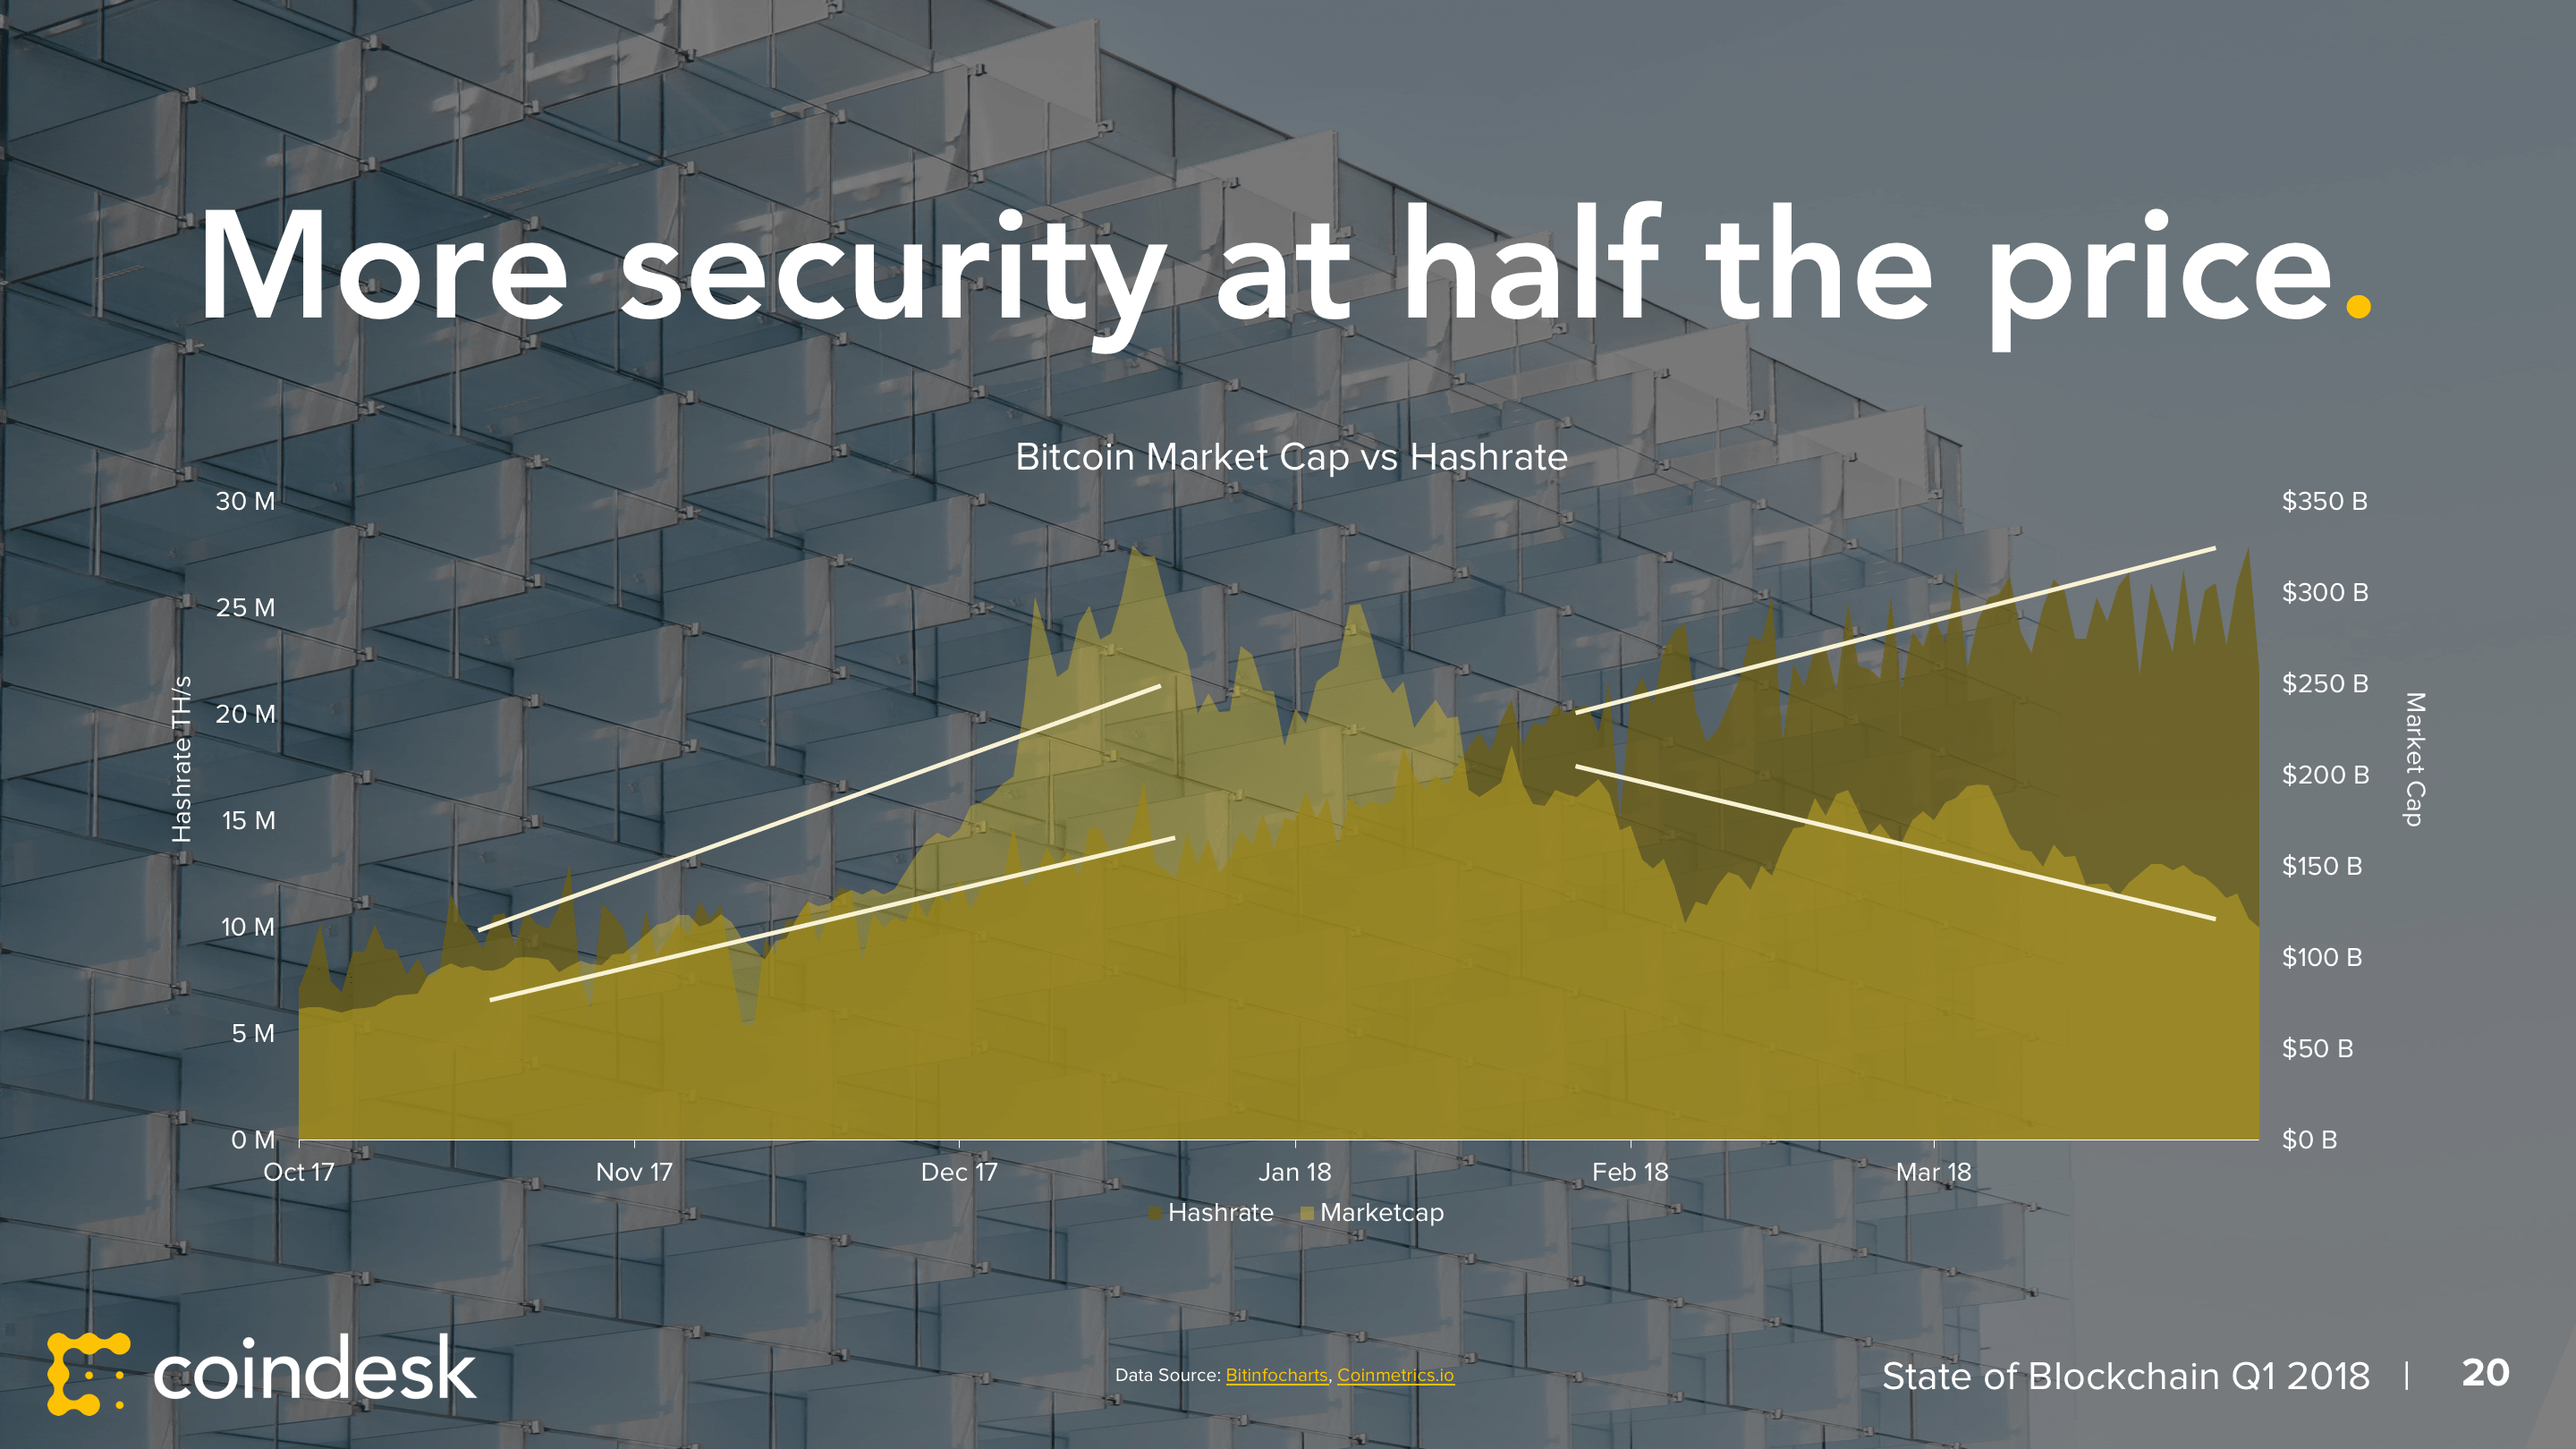 More security at half the price.
Bitcoin Market Cap vs Hashrate
30 M
25 M
20 M
15 M
10 M
5 M
0 M
Hashrate TH/s
$350 B
$300 B
$250 B
$200 B
$150 B
$100 B
$50 B
$0 B
Market Cap
Oct 17 Nov 17 Dec 17 Jan 18 Feb 18 Mar 18
Hashrate Marketcap
coindesk
Data Source: Bitinfocharts, Coinmetrics.io
State of Blockchain Q1 2018 | 20